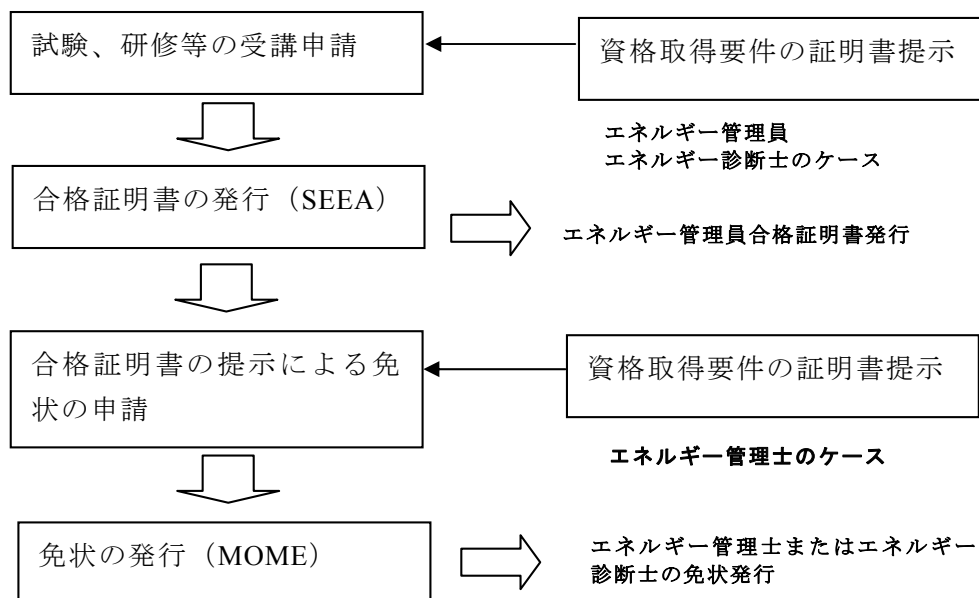 試験、研修等の受講申請
資格取得要件の証明書提示
エネルギー管理員
エネルギー診断士のケース
合格証明書の発行（SEEA）
エネルギー管理員合格証明書発行
合格証明書の提示による免
状の申請
資格取得要件の証明書提示
エネルギー管理士のケース
免状の発行（MOME）
エネルギー管理士またはエネルギー
診断士の免状発行